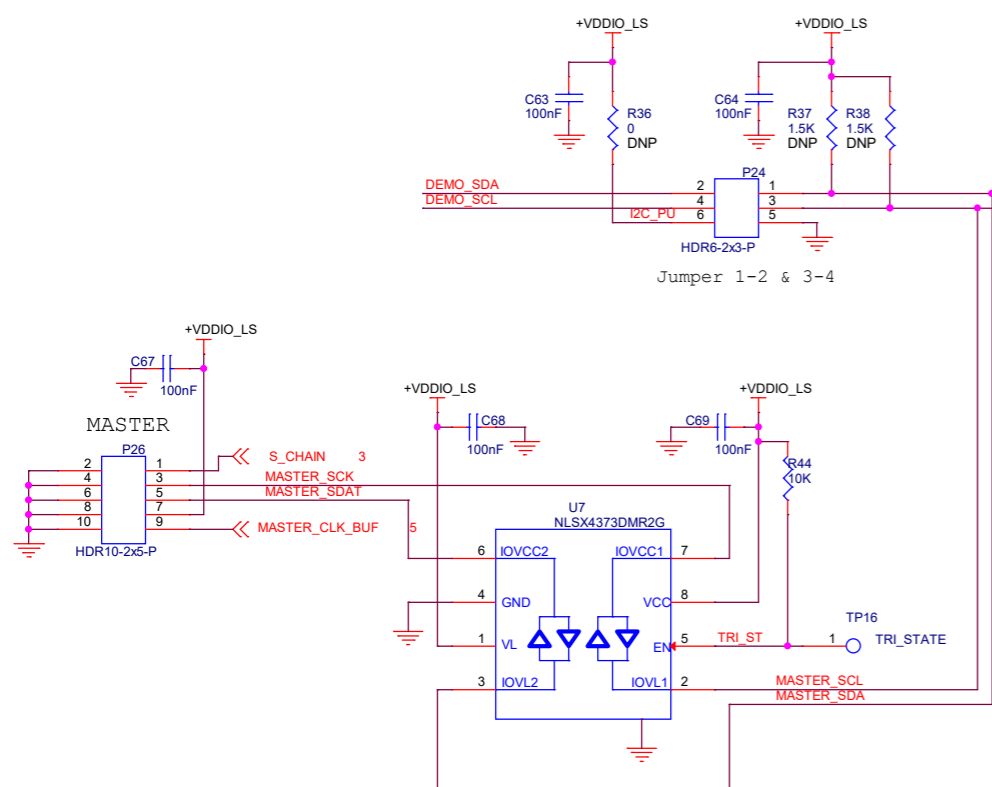 +VDDIO_LS +VDDIO_LS
C63 100nF
R36 0 DNP
C64 100nF
R37 1.5K DNP
R38 1.5K DNP
P24
DEMO_SDA 2 1
DEMO_SCL 4 3
I2C_PU 6 5
HDR6-2x3-P
Jumper 1-2 & 3-4
+VDDIO_LS
C67 100nF
+VDDIO_LS +VDDIO_LS
C68 100nF
C69 100nF
MASTER
P26
2 1 S_CHAIN 3
4 3 MASTER_SCK
6 5 MASTER_SDAT
8 7
10 9 MASTER_CLK_BUF 5
HDR10-2x5-P
R44 10K
U7
NLSX4373DMR2G
6 IOVCC2 IOVCC1 7
4 GND VCC 8
1 VL EN 5 TRI_ST
3 IOVL2 IOVL1 2
TP16
1 TRI_STATE
MASTER_SCL
MASTER_SDA